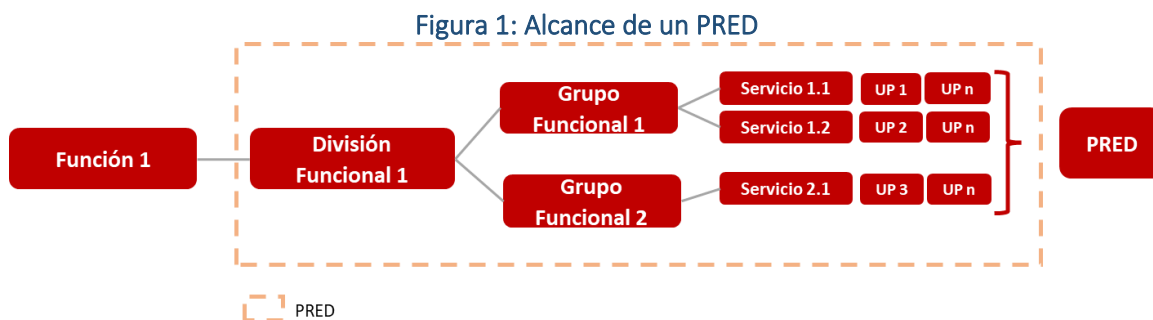 Figura 1: Alcance de un PRED
Función 1
División
Funcional 1
Grupo
Funcional 1
Servicio 1.1
UP 1
UP n
Servicio 1.2
UP 2
UP n
Grupo
Funcional 2
Servicio 2.1
UP 3
UP n
PRED
PRED